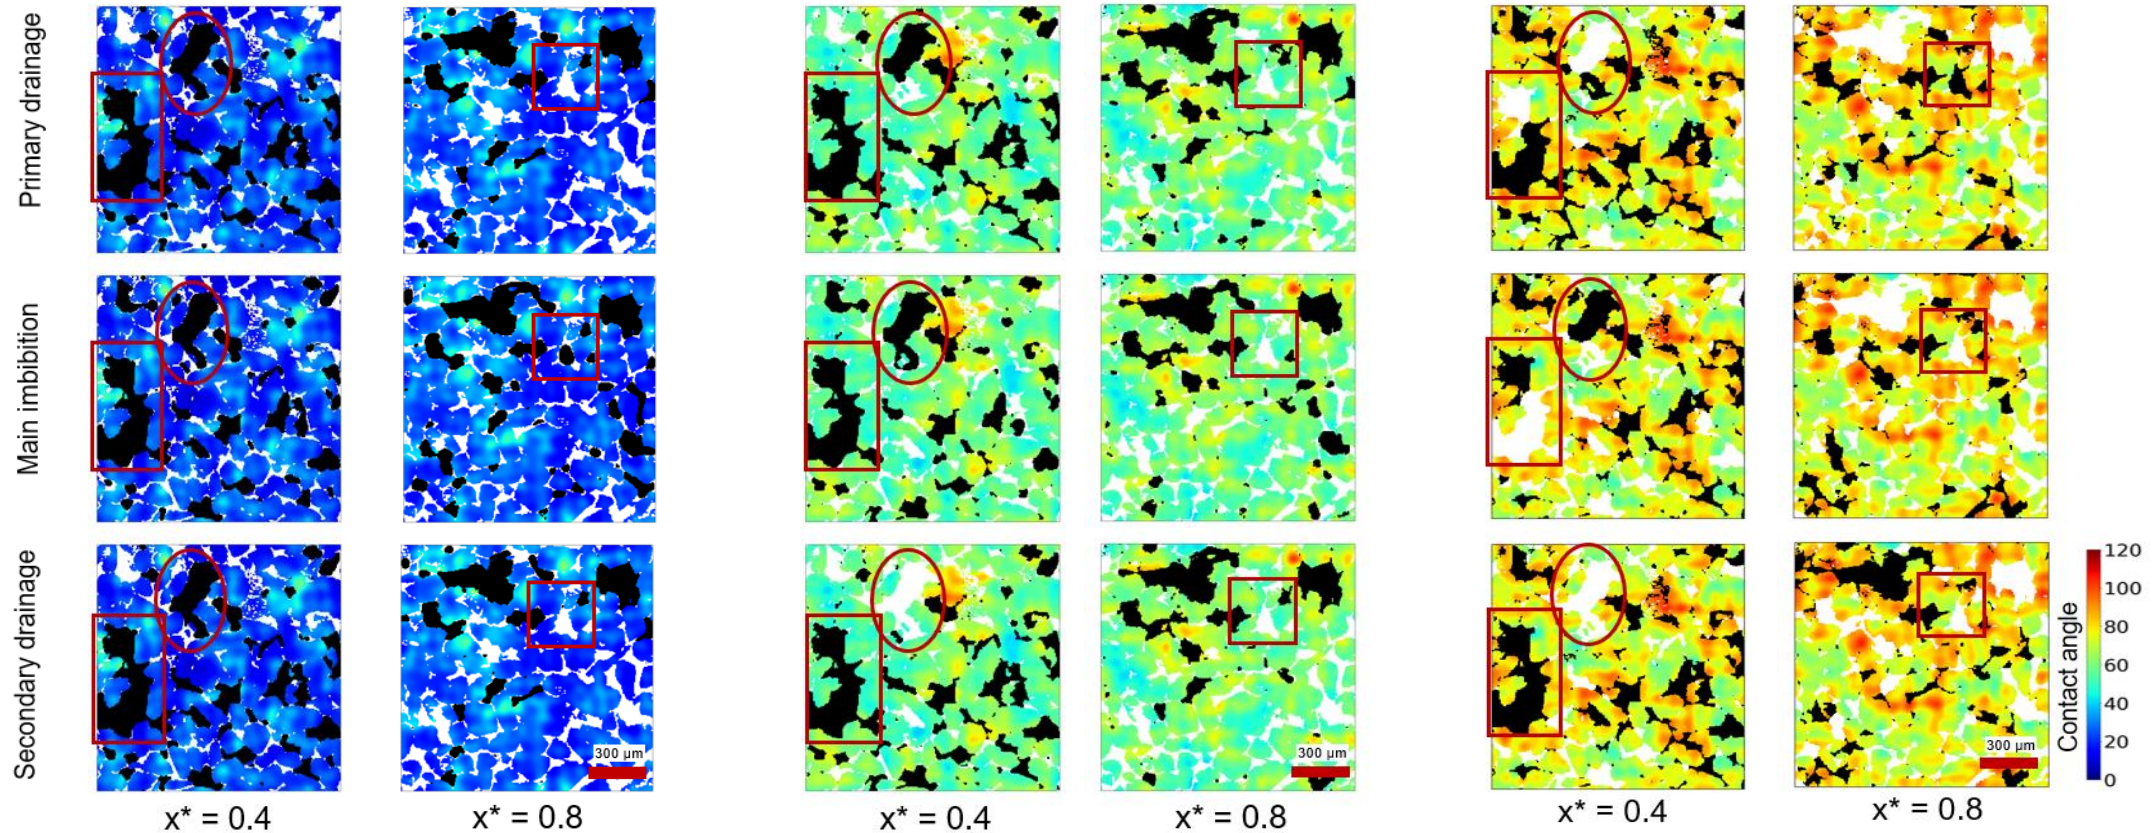 Primary drainage
Main imbibition
Secondary drainage
300 µm
300 µm
300 µm
x* = 0.4
x* = 0.8
x* = 0.4
x* = 0.8
x* = 0.4
x* = 0.8
Contact angle
120
100
80
60
40
20
0